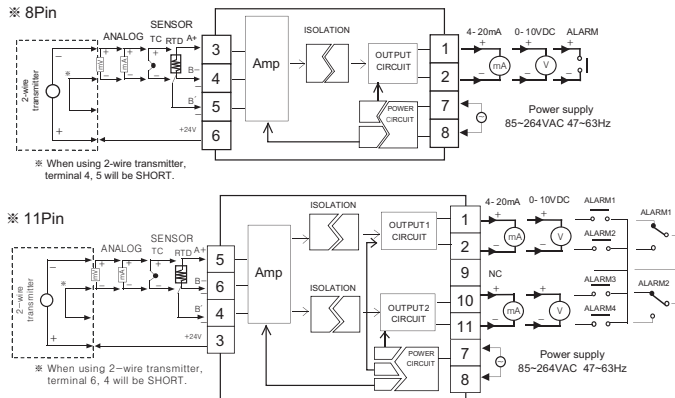 ※ 8Pin
SENSOR
ANALOG TC RTD A+
mV mA
B−
B'
2-wire
transmitter
※
+24V
3
4
5
6
Amp
ISOLATION
OUTPUT
CIRCUIT
POWER
CIRCUIT
1
2
7
8
4- 20mA 0- 10VDC ALARM
mA V
Power supply
85~264VAC 47~63Hz
※ When using 2-wire transmitter,
terminal 4, 5 will be SHORT.
※ 11Pin
SENSOR
ANALOG TC RTD A+
mV mA
B−
B'
2−wire
transmitter
※
+24V
5
6
4
3
Amp
ISOLATION
OUTPUT1
CIRCUIT
ISOLATION
OUTPUT2
CIRCUIT
POWER
CIRCUIT
1
2
9
10
11
7
8
4- 20mA 0- 10VDC ALARM1
mA V ALARM2
ALARM1
NC
mA V ALARM3
ALARM4
ALARM2
Power supply
85~264VAC 47~63Hz
※ When using 2−wire transmitter,
terminal 6, 4 will be SHORT.